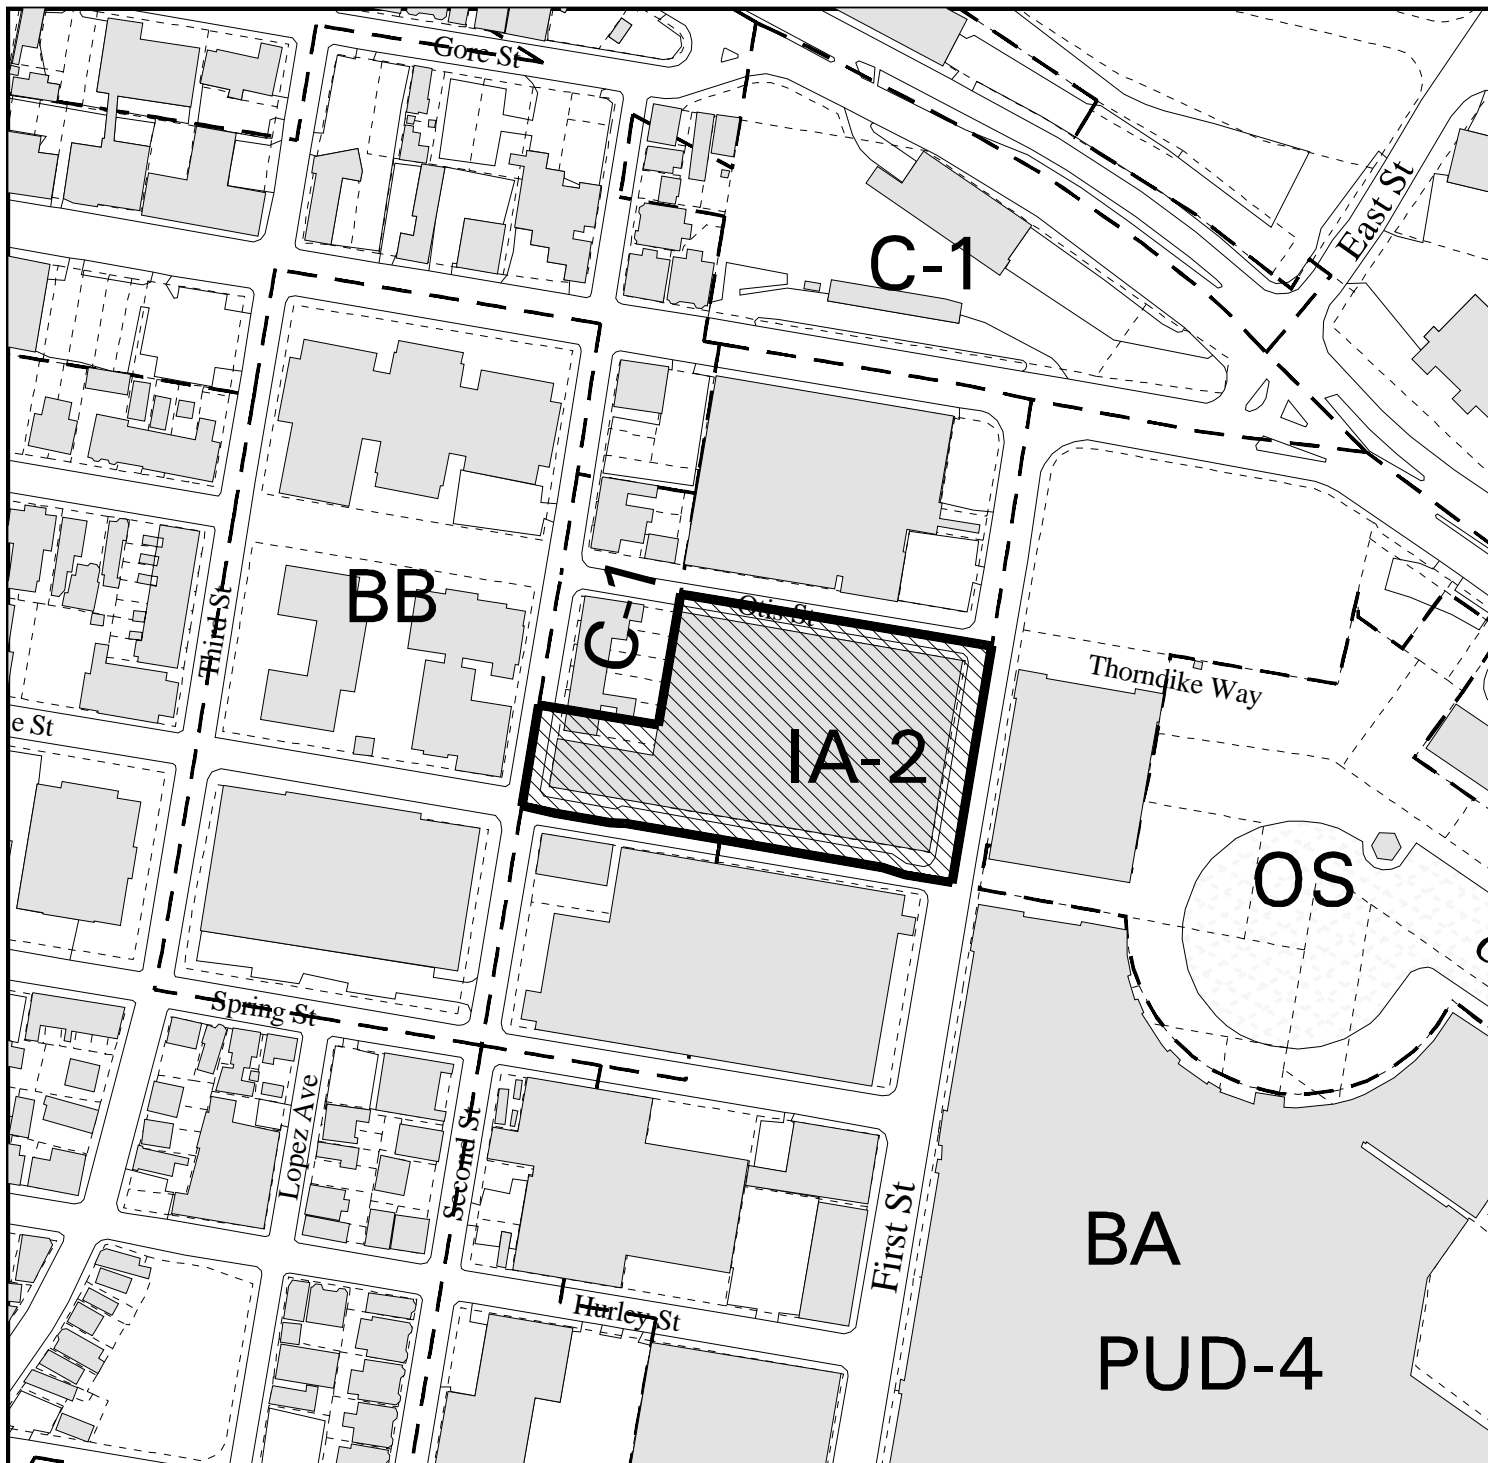 Gore St
East St
C-1
BB
C-1
Otis St
Third St
Thorndike Way
e St
IA-2
OS
Spring St
Lopez Ave
Second St
First St
BA
Hurley St
PUD-4